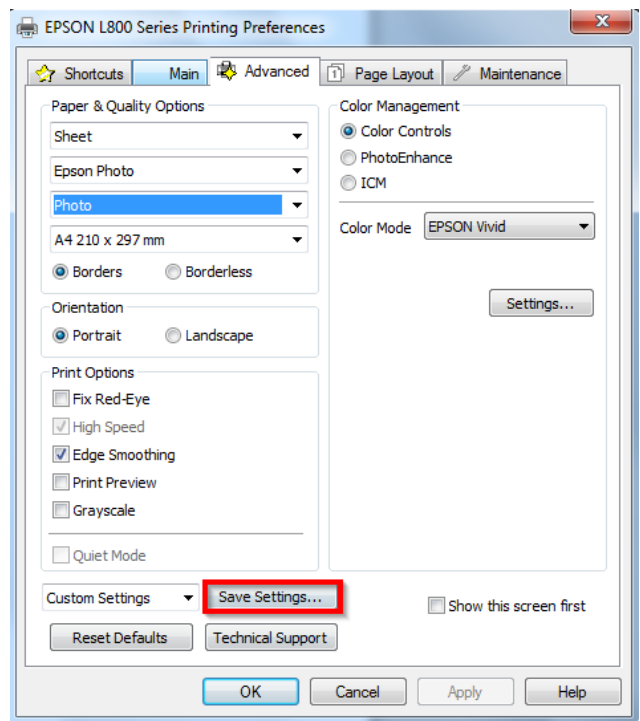 EPSON L800 Series Printing Preferences
Shortcuts Main Advanced Page Layout Maintenance
Paper & Quality Options
Sheet
Epson Photo
Photo
A4 210 x 297 mm
Borders Borderless
Orientation
Portrait Landscape
Print Options
Fix Red-Eye
High Speed
Edge Smoothing
Print Preview
Grayscale
Quiet Mode
Color Management
Color Controls
PhotoEnhance
ICM
Color Mode EPSON Vivid
Settings...
Custom Settings Save Settings...
Show this screen first
Reset Defaults Technical Support
OK Cancel Apply Help